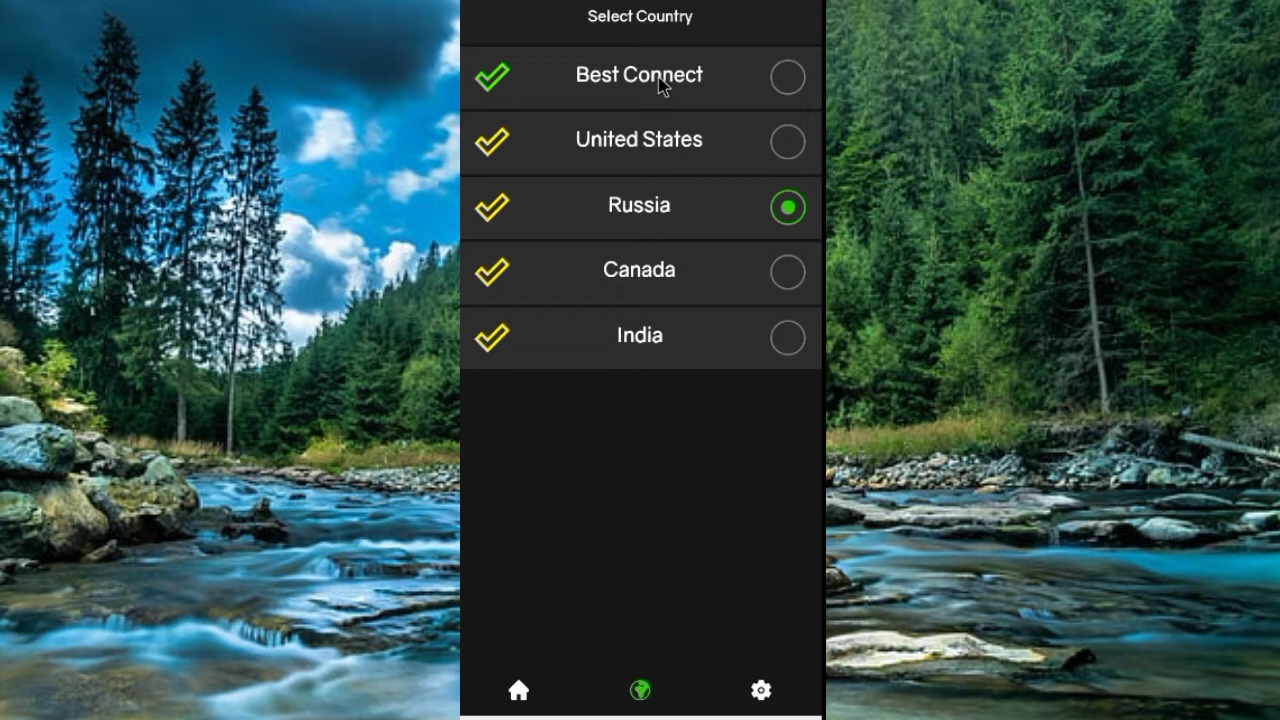 Select Country
Best Connect
United States
Russia
Canada
India